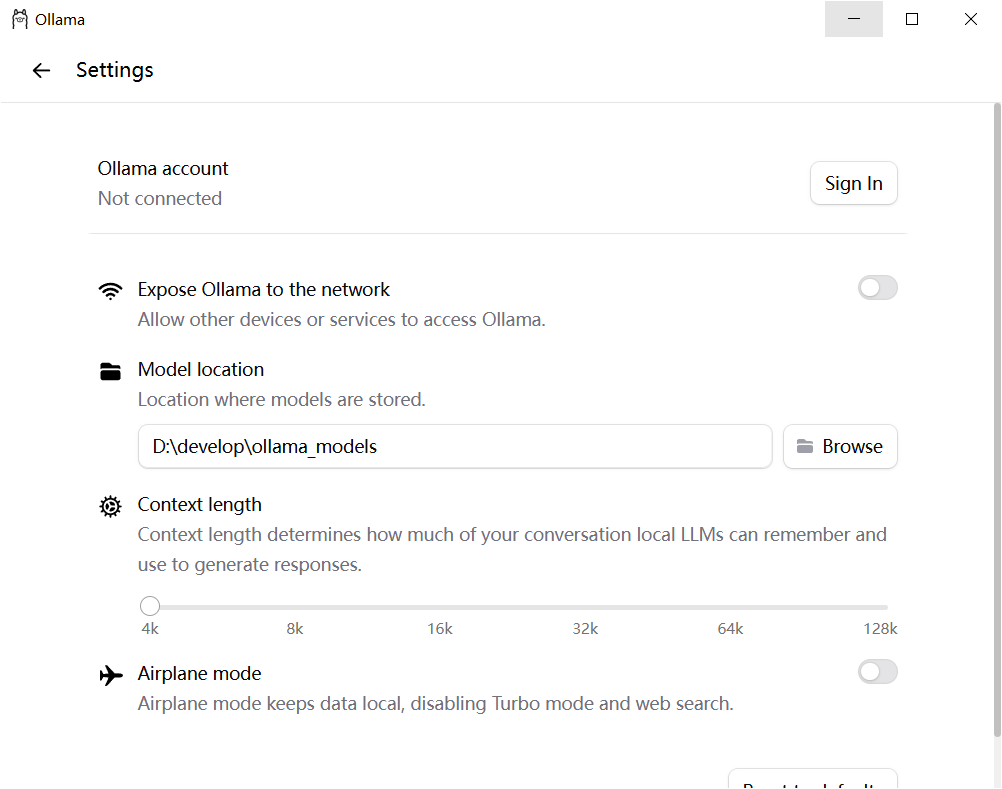 Ollama
Settings
Ollama account
Not connected
Sign In
Expose Ollama to the network
Allow other devices or services to access Ollama.
Model location
Location where models are stored.
D:\develop\ollama_models
Browse
Context length
Context length determines how much of your conversation local LLMs can remember and
use to generate responses.
4k 8k 16k 32k 64k 128k
Airplane mode
Airplane mode keeps data local, disabling Turbo mode and web search.